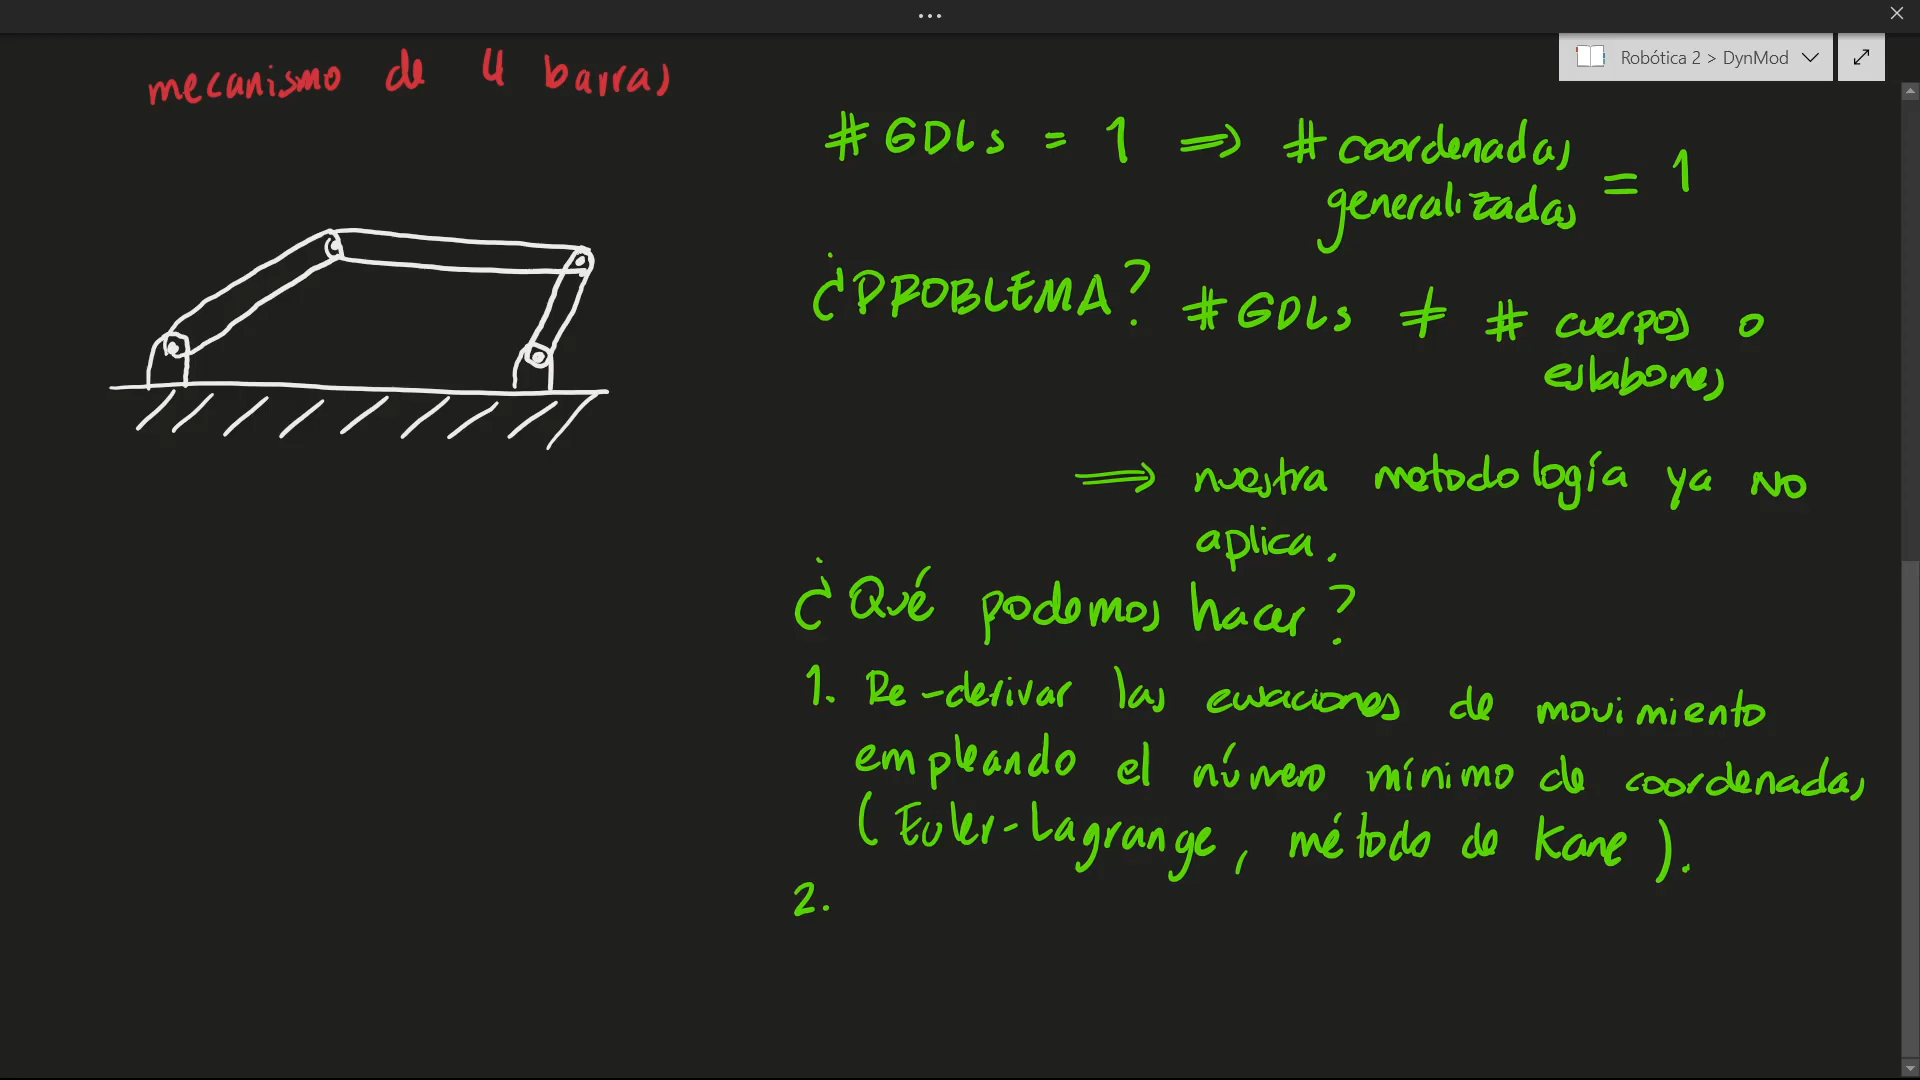 Robótica 2 > DynMod
mecanismo de 4 barras
#GDLs = 1 ⟹ # coordenadas generalizadas = 1
¿PROBLEMA? #GDLs ≠ # cuerpos o
eslabones
⟹ nuestra metodología ya NO
aplica.
¿Qué podemos hacer?
1. Re-derivar las ecuaciones de movimiento
empleando el número mínimo de coordenadas
(Euler-Lagrange, método de Kane).
2.